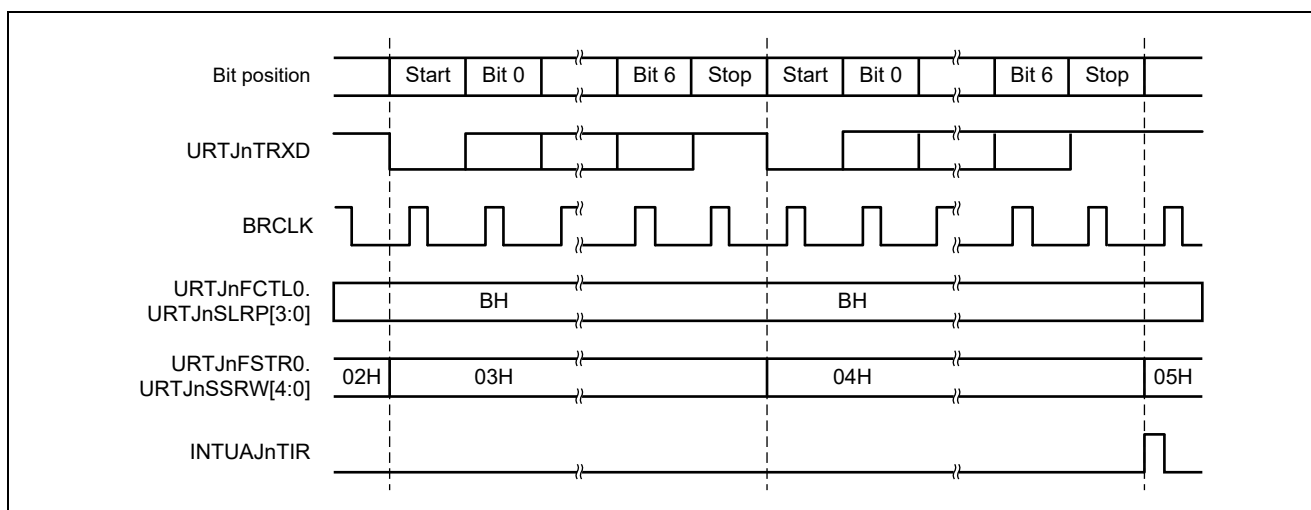 Bit position
Start Bit 0 Bit 6 Stop Start Bit 0 Bit 6 Stop
URTJnTRXD
BRCLK
URTJnFCTL0.
URTJnSLRP[3:0]
BH BH
URTJnFSTR0.
URTJnSSRW[4:0]
02H 03H 04H 05H
INTUAJnTIR